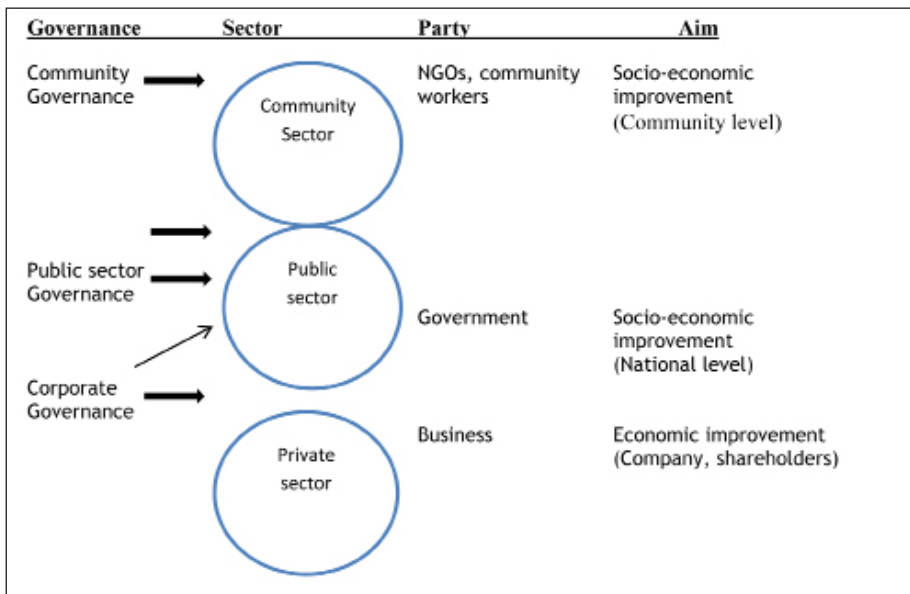 Governance Sector Party Aim
Community
Governance
Community
Sector
NGOs, community
workers
Socio-economic
improvement
(Community level)
Public sector
Governance
Public
sector
Government
Socio-economic
improvement
(National level)
Corporate
Governance
Private
sector
Business
Economic improvement
(Company, shareholders)